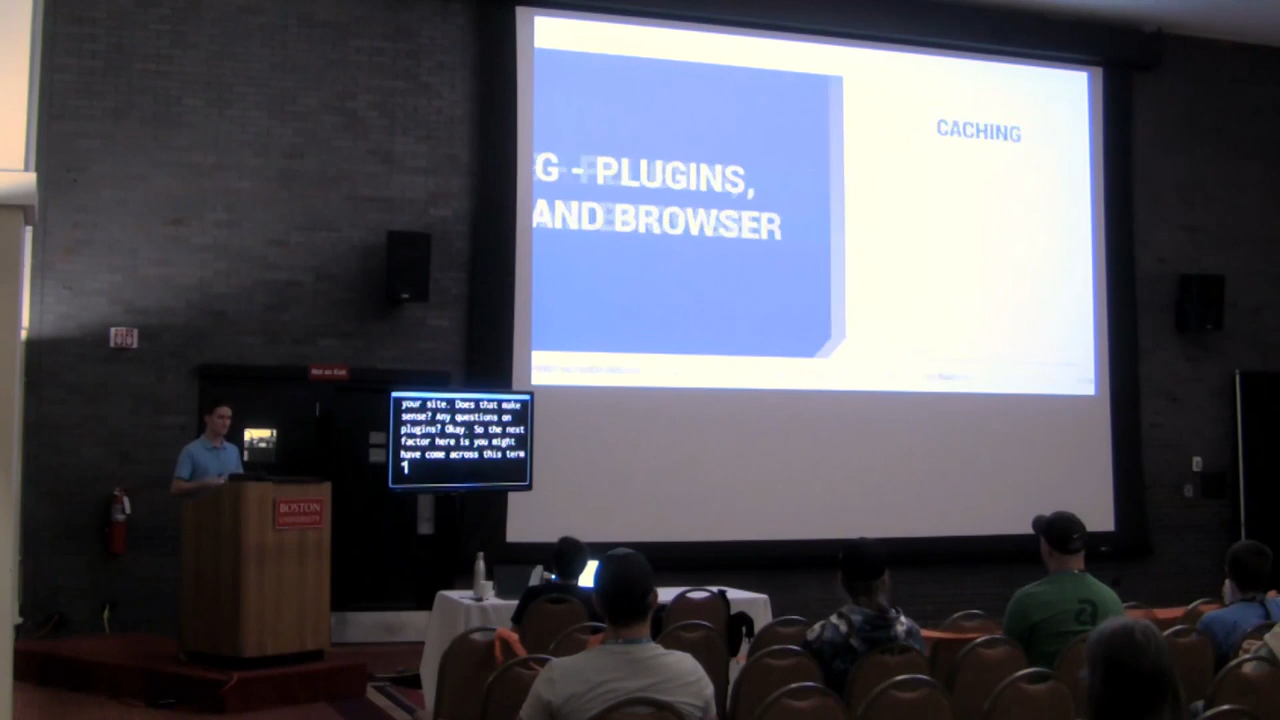 G - PLUGINS,
AND BROWSER
CACHING
your site. Does that make
sense? Any questions on
plugins? Okay. So the next
factor here is you might
have come across this term
BOSTON
UNIVERSITY